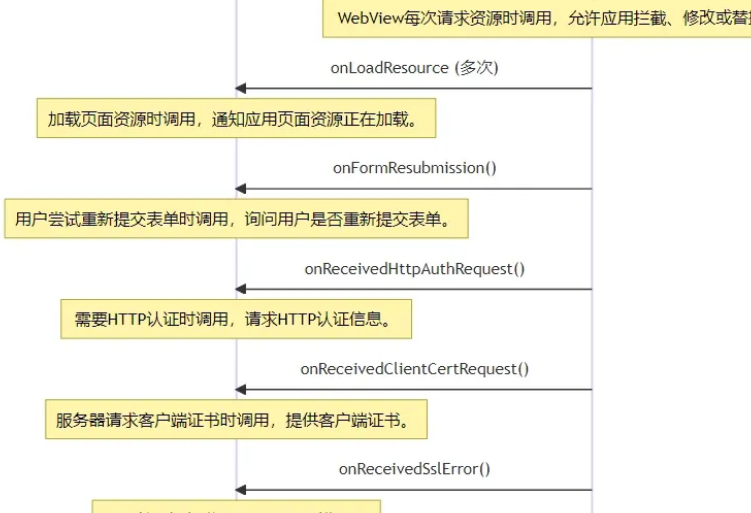 WebView每次请求资源时调用，允许应用拦截、修改或替
onLoadResource (多次)
加载页面资源时调用，通知应用页面资源正在加载。
onFormResubmission()
用户尝试重新提交表单时调用，询问用户是否重新提交表单。
onReceivedHttpAuthRequest()
需要HTTP认证时调用，请求HTTP认证信息。
onReceivedClientCertRequest()
服务器请求客户端证书时调用，提供客户端证书。
onReceivedSslError()